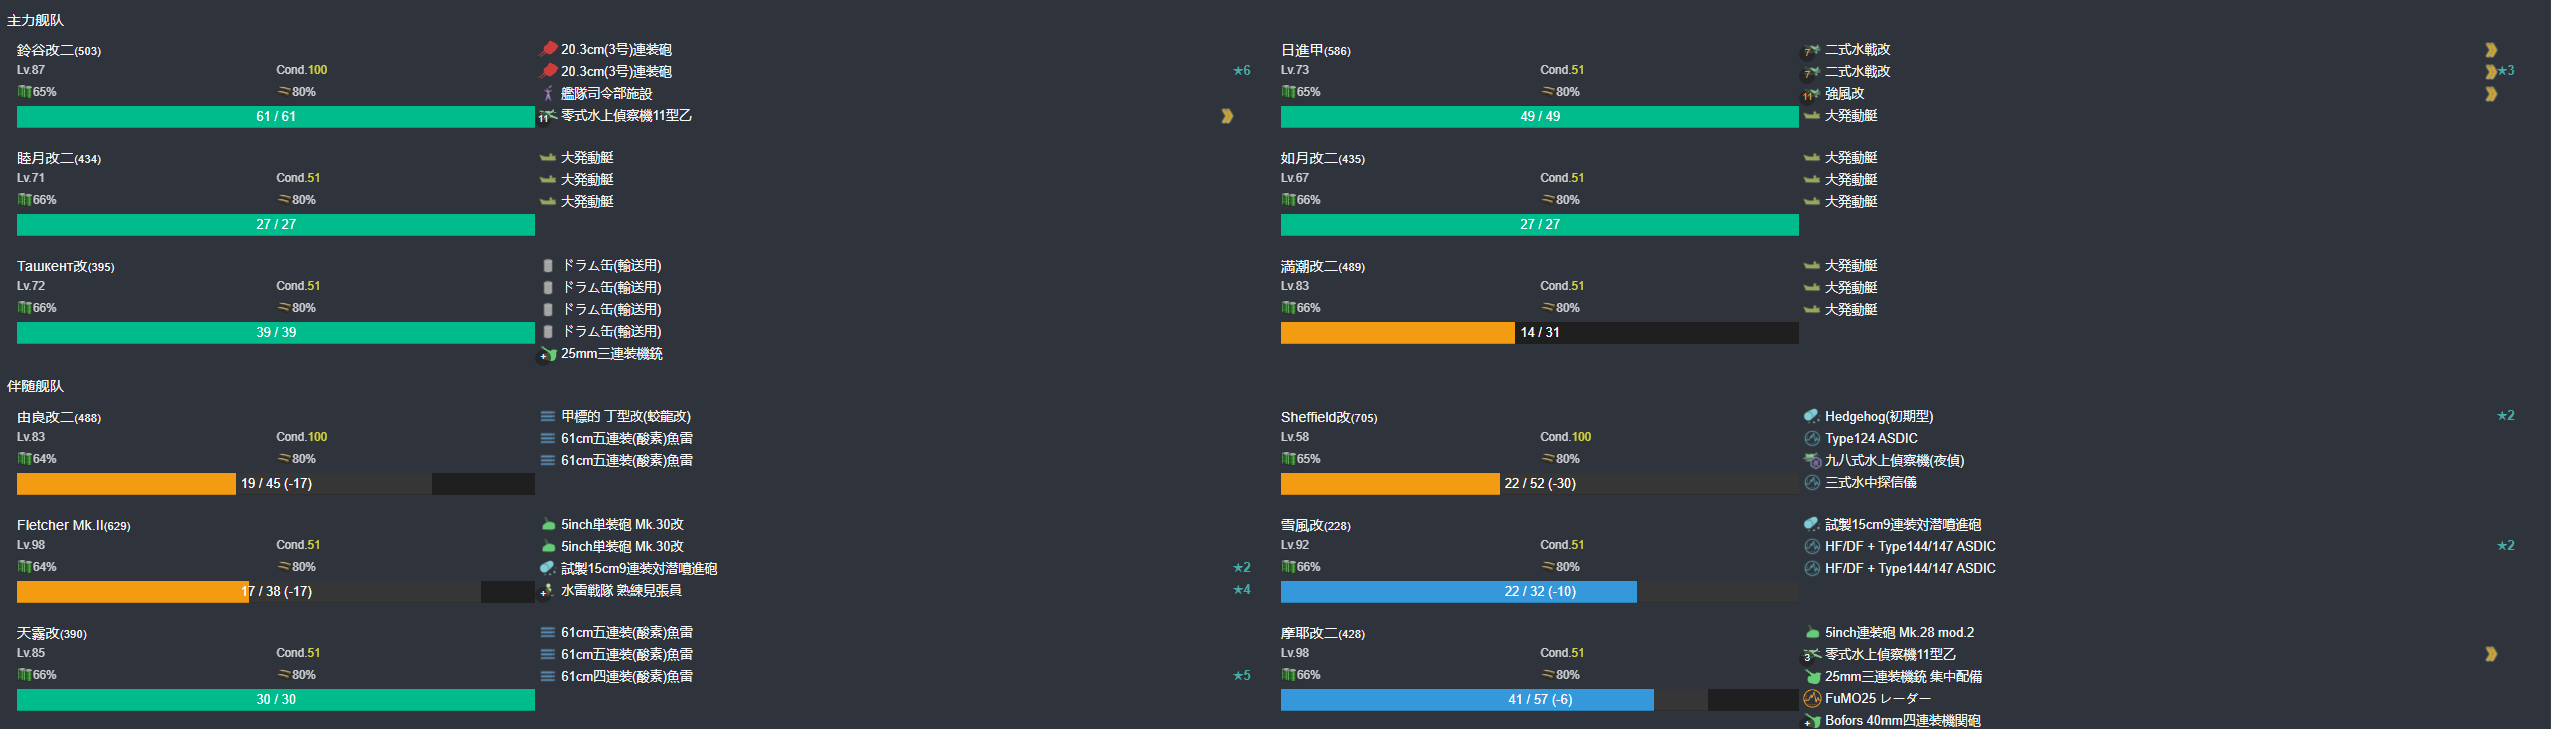 主力舰队
鈴谷改二(503)
Lv.87 Cond.100
65% 80%
61 / 61
20.3cm(3号)連装砲
20.3cm(3号)連装砲 ★6
艦隊司令部施設
11 零式水上偵察機11型乙
日進甲(586)
Lv.73 Cond.51
65% 80%
49 / 49
7 二式水戦改
7 二式水戦改 ★3
11 強風改
大発動艇
睦月改二(434)
Lv.71 Cond.51
66% 80%
27 / 27
大発動艇
大発動艇
大発動艇
如月改二(435)
Lv.67 Cond.51
66% 80%
27 / 27
大発動艇
大発動艇
大発動艇
Ташкент改(395)
Lv.72 Cond.51
66% 80%
39 / 39
ドラム缶(輸送用)
ドラム缶(輸送用)
ドラム缶(輸送用)
ドラム缶(輸送用)
+ 25mm三連装機銃
満潮改二(489)
Lv.83 Cond.51
66% 80%
14 / 31
大発動艇
大発動艇
大発動艇
伴随舰队
由良改二(488)
Lv.83 Cond.100
64% 80%
19 / 45 (-17)
甲標的 丁型改(蛟龍改)
61cm五連装(酸素)魚雷
61cm五連装(酸素)魚雷
Sheffield改(705)
Lv.58 Cond.100
65% 80%
22 / 52 (-30)
Hedgehog(初期型) ★2
Type124 ASDIC
九八式水上偵察機(夜偵)
三式水中探信儀
Fletcher Mk.II(629)
Lv.98 Cond.51
64% 80%
17 / 38 (-17)
5inch単装砲 Mk.30改
5inch単装砲 Mk.30改
試製15cm9連装対潜噴進砲 ★2
+ 水雷戦隊 熟練見張員 ★4
雪風改(228)
Lv.92 Cond.51
66% 80%
22 / 32 (-10)
試製15cm9連装対潜噴進砲
HF/DF + Type144/147 ASDIC ★2
HF/DF + Type144/147 ASDIC
天霧改(390)
Lv.85 Cond.51
66% 80%
30 / 30
61cm五連装(酸素)魚雷
61cm五連装(酸素)魚雷
61cm四連装(酸素)魚雷 ★5
摩耶改二(428)
Lv.98 Cond.51
66% 80%
41 / 57 (-6)
5inch連装砲 Mk.28 mod.2
3 零式水上偵察機11型乙
25mm三連装機銃 集中配備
FuMO25 レーダー
+ Bofors 40mm四連装機関砲